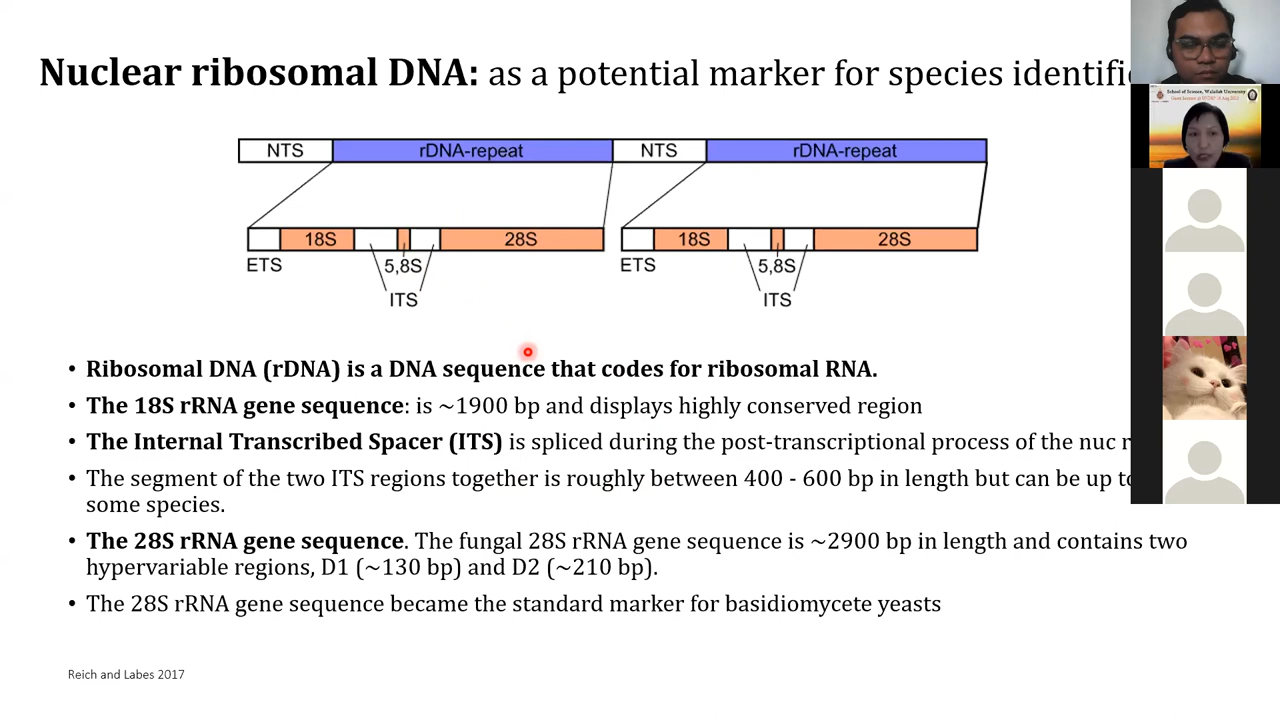 Nuclear ribosomal DNA: as a potential marker for species
School of Science, Walailak University
NTS rDNA-repeat NTS rDNA-repeat
18S 28S 18S 28S
ETS 5,8S ETS 5,8S
ITS ITS
• Ribosomal DNA (rDNA) is a DNA sequence that codes for ribosomal RNA.
• The 18S rRNA gene sequence: is ~1900 bp and displays highly conserved region
• The Internal Transcribed Spacer (ITS) is spliced during the post-transcriptional process of the nuc
• The segment of the two ITS regions together is roughly between 400 - 600 bp in length but can be up
some species.
• The 28S rRNA gene sequence. The fungal 28S rRNA gene sequence is ~2900 bp in length and contains two
hypervariable regions, D1 (~130 bp) and D2 (~210 bp).
• The 28S rRNA gene sequence became the standard marker for basidiomycete yeasts
Reich and Labes 2017